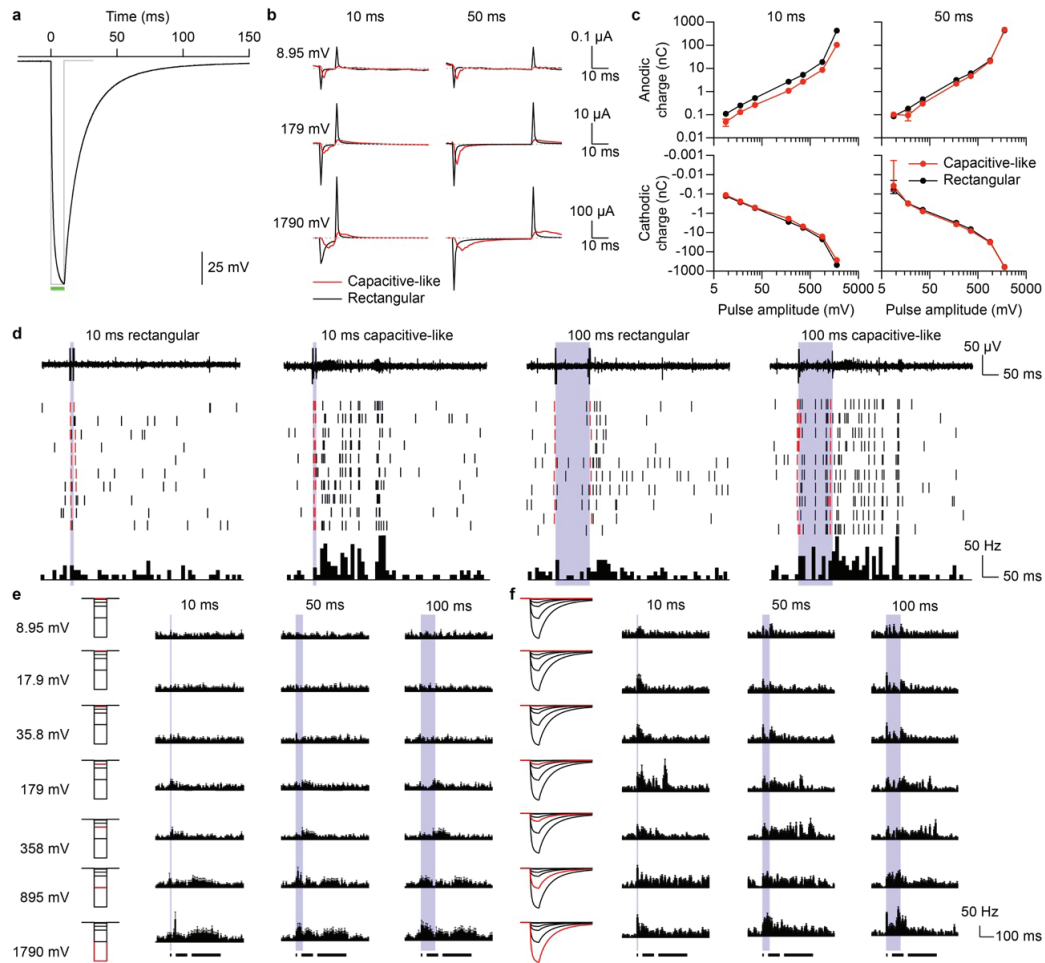 a
Time (ms)
0 50 100 150
25 mV
b
10 ms 50 ms
8.95 mV
0.1 µA
10 ms
179 mV
10 µA
10 ms
1790 mV
100 µA
10 ms
Capacitive-like
Rectangular
c
10 ms 50 ms
Anodic charge (nC)
1000
100
10
1
0.1
0.01
Cathodic charge (nC)
-0.001
-0.01
-0.1
-1
-10
-100
-1000
Capacitive-like
Rectangular
5 50 500 5000
5 50 500 5000
Pulse amplitude (mV) Pulse amplitude (mV)
d
10 ms rectangular 10 ms capacitive-like 100 ms rectangular 100 ms capacitive-like
50 µV
50 ms
50 Hz
50 ms
e
10 ms 50 ms 100 ms
8.95 mV
17.9 mV
35.8 mV
179 mV
358 mV
895 mV
1790 mV
f
10 ms 50 ms 100 ms
50 Hz
100 ms